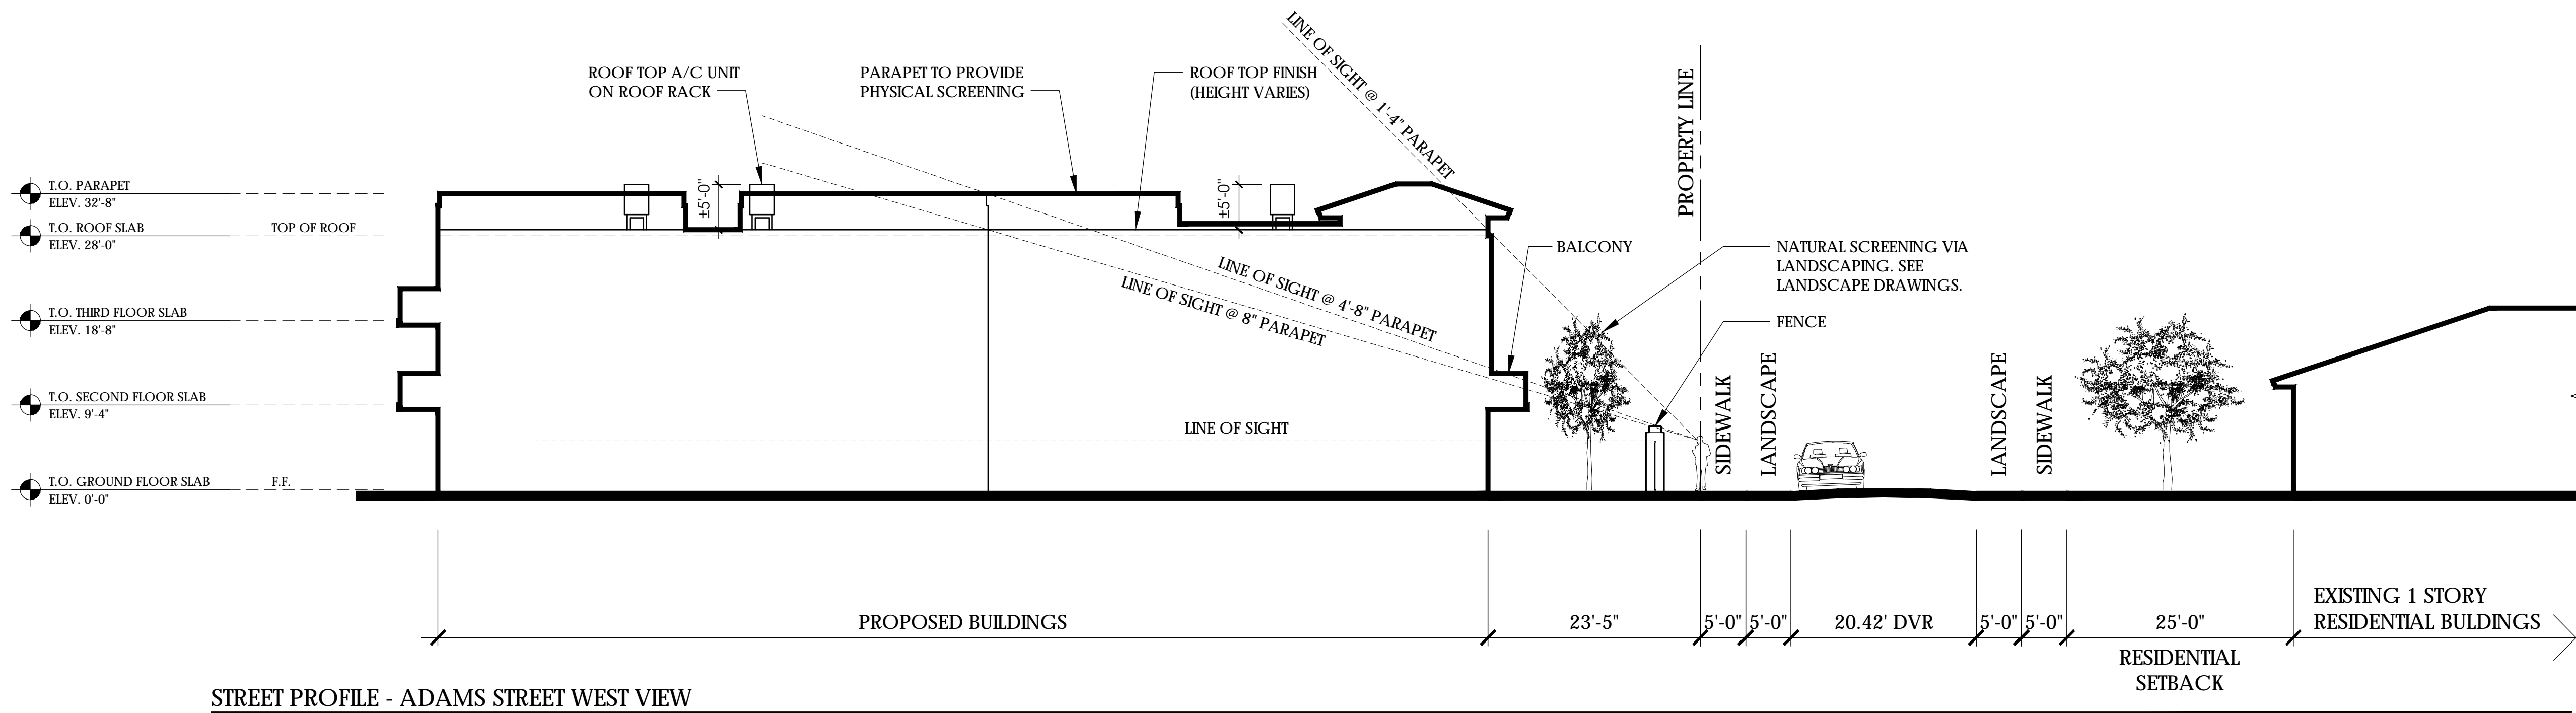 LINE OF SIGHT @ 1'-4" PARAPET
ROOF TOP A/C UNIT
ON ROOF RACK
PARAPET TO PROVIDE
PHYSICAL SCREENING
ROOF TOP FINISH
(HEIGHT VARIES)
PROPERTY LINE
T.O. PARAPET
ELEV. 32'-8"
±5'-0"
±5'-0"
T.O. ROOF SLAB
ELEV. 28'-0"
TOP OF ROOF
BALCONY
NATURAL SCREENING VIA
LANDSCAPING. SEE
LANDSCAPE DRAWINGS.
LINE OF SIGHT @ 4'-8" PARAPET
LINE OF SIGHT @ 8" PARAPET
T.O. THIRD FLOOR SLAB
ELEV. 18'-8"
FENCE
T.O. SECOND FLOOR SLAB
ELEV. 9'-4"
LINE OF SIGHT
SIDEWALK
LANDSCAPE
LANDSCAPE
SIDEWALK
T.O. GROUND FLOOR SLAB
ELEV. 0'-0"
F.F.
PROPOSED BUILDINGS
23'-5"
5'-0"
5'-0"
20.42' DVR
5'-0"
5'-0"
25'-0"
RESIDENTIAL
SETBACK
EXISTING 1 STORY
RESIDENTIAL BULDINGS
STREET PROFILE - ADAMS STREET WEST VIEW